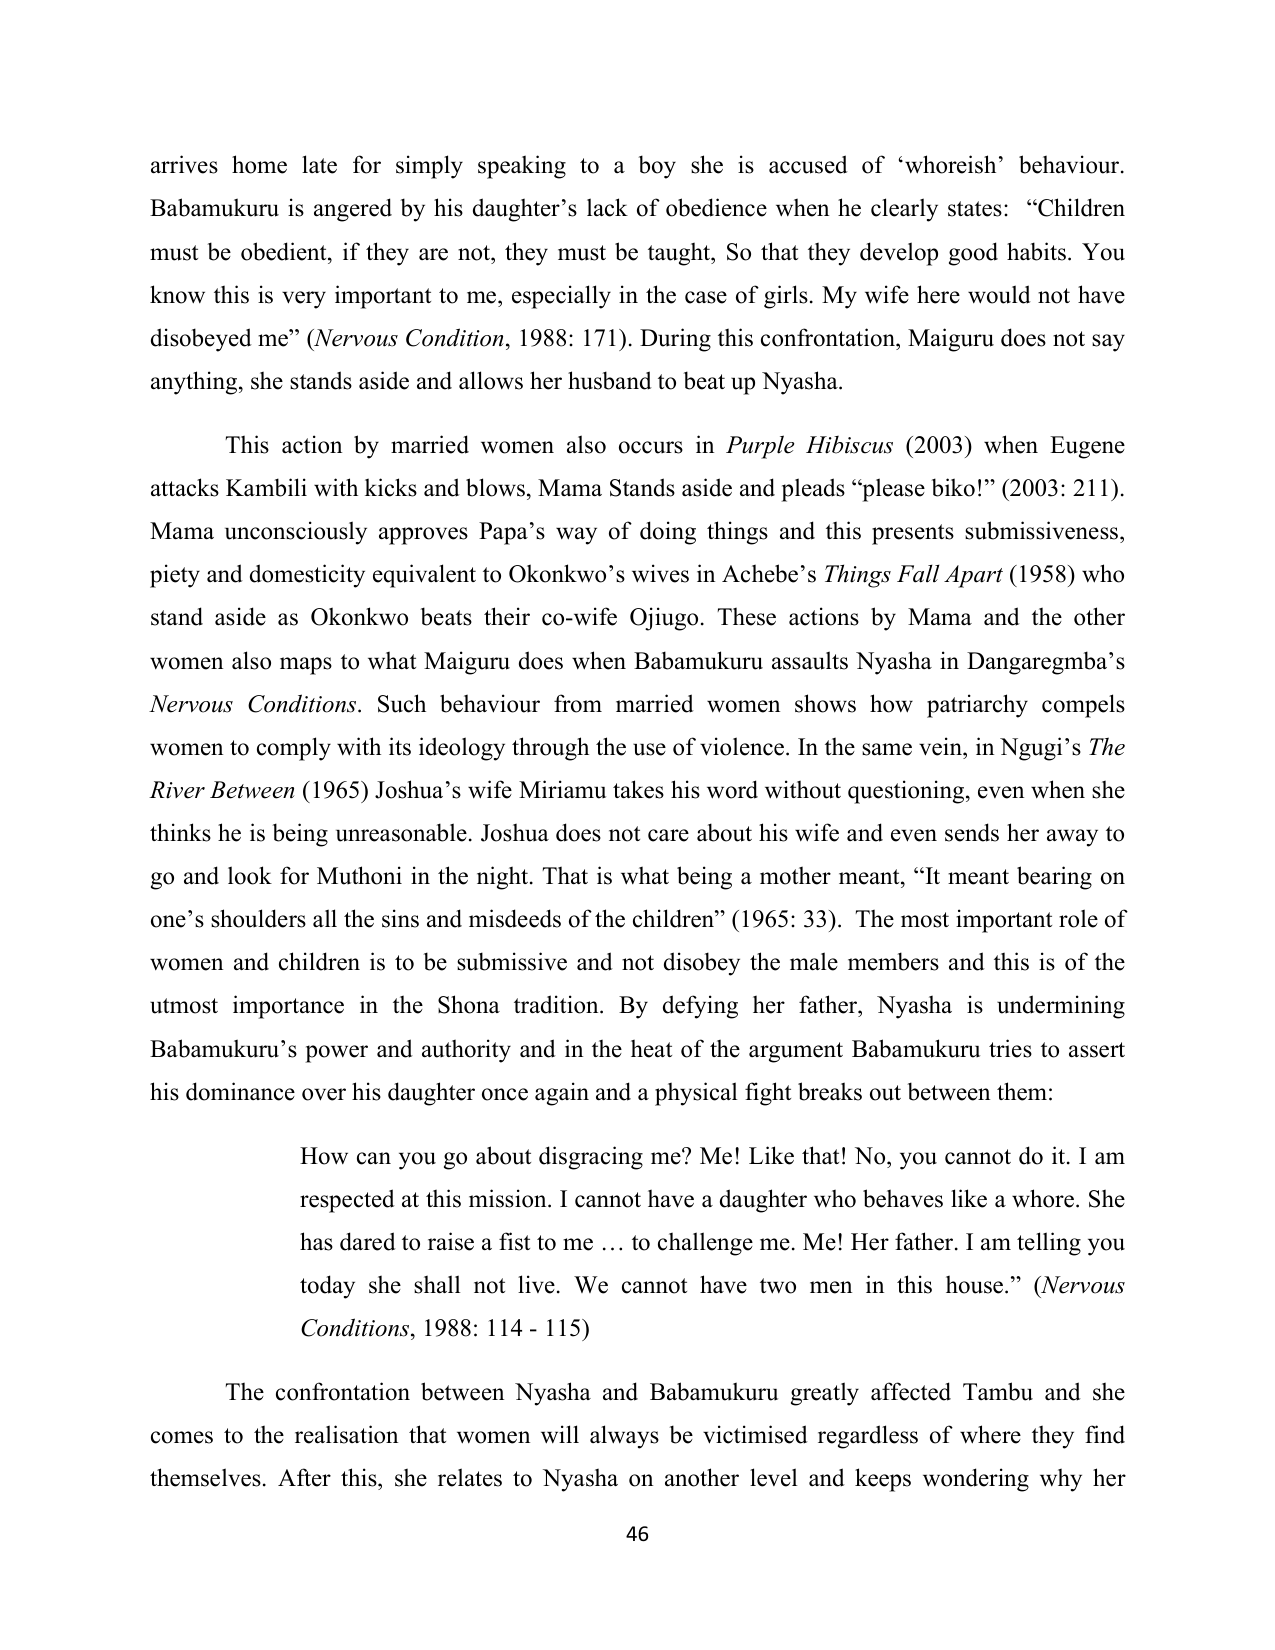 arrives home late for simply speaking to a boy she is accused of ‘whoreish’ behaviour.
Babamukuru is angered by his daughter’s lack of obedience when he clearly states:  “Children
must be obedient, if they are not, they must be taught, So that they develop good habits. You
know this is very important to me, especially in the case of girls. My wife here would not have
disobeyed me” (Nervous Condition, 1988: 171). During this confrontation, Maiguru does not say
anything, she stands aside and allows her husband to beat up Nyasha.
This action by married women also occurs in Purple Hibiscus (2003) when Eugene
attacks Kambili with kicks and blows, Mama Stands aside and pleads “please biko!” (2003: 211).
Mama unconsciously approves Papa’s way of doing things and this presents submissiveness,
piety and domesticity equivalent to Okonkwo’s wives in Achebe’s Things Fall Apart (1958) who
stand aside as Okonkwo beats their co-wife Ojiugo. These actions by Mama and the other
women also maps to what Maiguru does when Babamukuru assaults Nyasha in Dangaregmba’s
Nervous Conditions. Such behaviour from married women shows how patriarchy compels
women to comply with its ideology through the use of violence. In the same vein, in Ngugi’s The
River Between (1965) Joshua’s wife Miriamu takes his word without questioning, even when she
thinks he is being unreasonable. Joshua does not care about his wife and even sends her away to
go and look for Muthoni in the night. That is what being a mother meant, “It meant bearing on
one’s shoulders all the sins and misdeeds of the children” (1965: 33).  The most important role of
women and children is to be submissive and not disobey the male members and this is of the
utmost importance in the Shona tradition. By defying her father, Nyasha is undermining
Babamukuru’s power and authority and in the heat of the argument Babamukuru tries to assert
his dominance over his daughter once again and a physical fight breaks out between them:
How can you go about disgracing me? Me! Like that! No, you cannot do it. I am
respected at this mission. I cannot have a daughter who behaves like a whore. She
has dared to raise a fist to me … to challenge me. Me! Her father. I am telling you
today she shall not live. We cannot have two men in this house.” (Nervous
Conditions, 1988: 114 - 115)
The confrontation between Nyasha and Babamukuru greatly affected Tambu and she
comes to the realisation that women will always be victimised regardless of where they find
themselves. After this, she relates to Nyasha on another level and keeps wondering why her
46